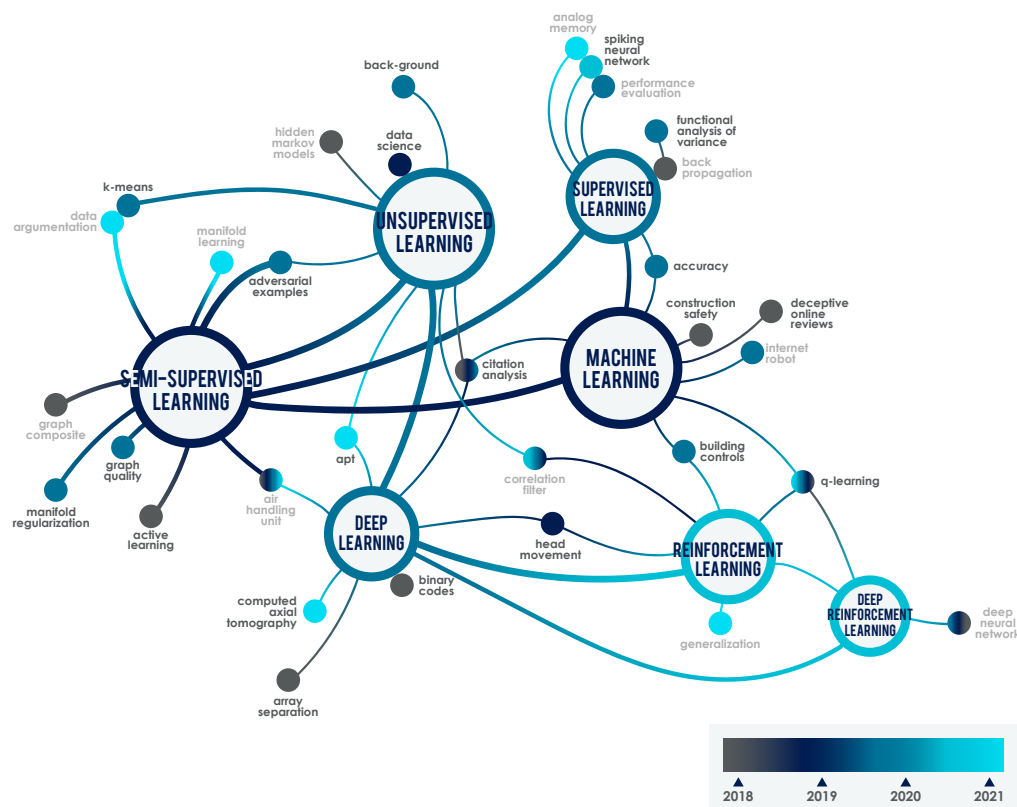 analog
memory
spiking
neural
network
back-ground
performance
evaluation
hidden
markov
models
data
science
functional
analysis of
variance
back
propagation
k-means
data
argumentation
UNSUPERVISED
LEARNING
SUPERVISED
LEARNING
manifold
learning
adversarial
examples
accuracy
construction
safety
deceptive
online
reviews
internet
robot
SEMI-SUPERVISED
LEARNING
citation
analysis
MACHINE
LEARNING
graph
composite
graph
quality
apt
building
controls
manifold
regularization
active
learning
air
handling
unit
correlation
filter
q-learning
DEEP
LEARNING
head
movement
REINFORCEMENT
LEARNING
binary
codes
computed
axial
tomography
DEEP
REINFORCEMENT
LEARNING
deep
neural
network
generalization
array
separation
2018
2019
2020
2021